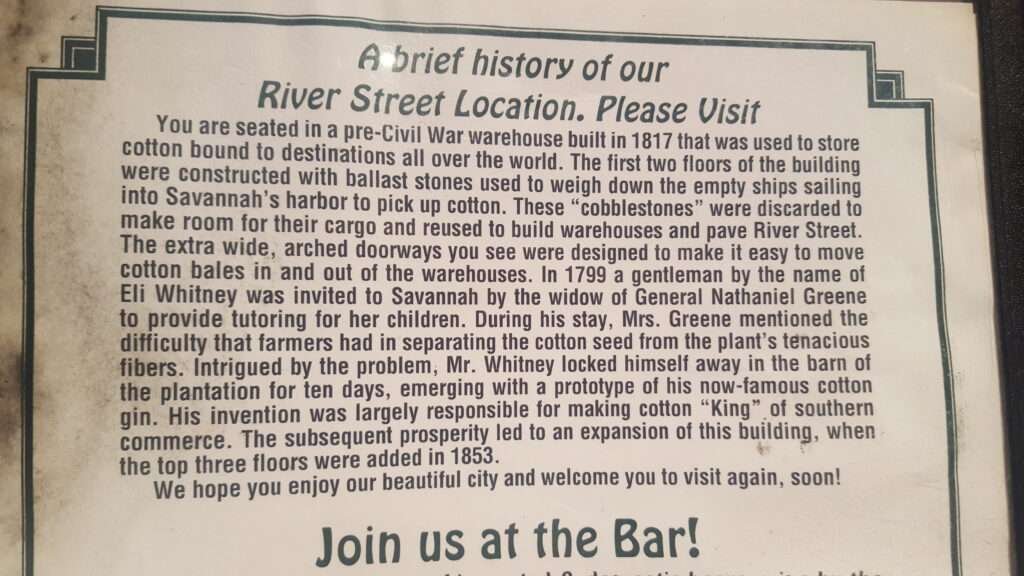 A brief history of our
River Street Location. Please Visit
You are seated in a pre-Civil War warehouse built in 1817 that was used to store
cotton bound to destinations all over the world. The first two floors of the building
were constructed with ballast stones used to weigh down the empty ships sailing
into Savannah's harbor to pick up cotton. These “cobblestones” were discarded to
make room for their cargo and reused to build warehouses and pave River Street.
The extra wide, arched doorways you see were designed to make it easy to move
cotton bales in and out of the warehouses. In 1799 a gentleman by the name of
Eli Whitney was invited to Savannah by the widow of General Nathaniel Greene
to provide tutoring for her children. During his stay, Mrs. Greene mentioned the
difficulty that farmers had in separating the cotton seed from the plant's tenacious
fibers. Intrigued by the problem, Mr. Whitney locked himself away in the barn of
the plantation for ten days, emerging with a prototype of his now-famous cotton
gin. His invention was largely responsible for making cotton “King” of southern
commerce. The subsequent prosperity led to an expansion of this building, when
the top three floors were added in 1853.
We hope you enjoy our beautiful city and welcome you to visit again, soon!
Join us at the Bar!